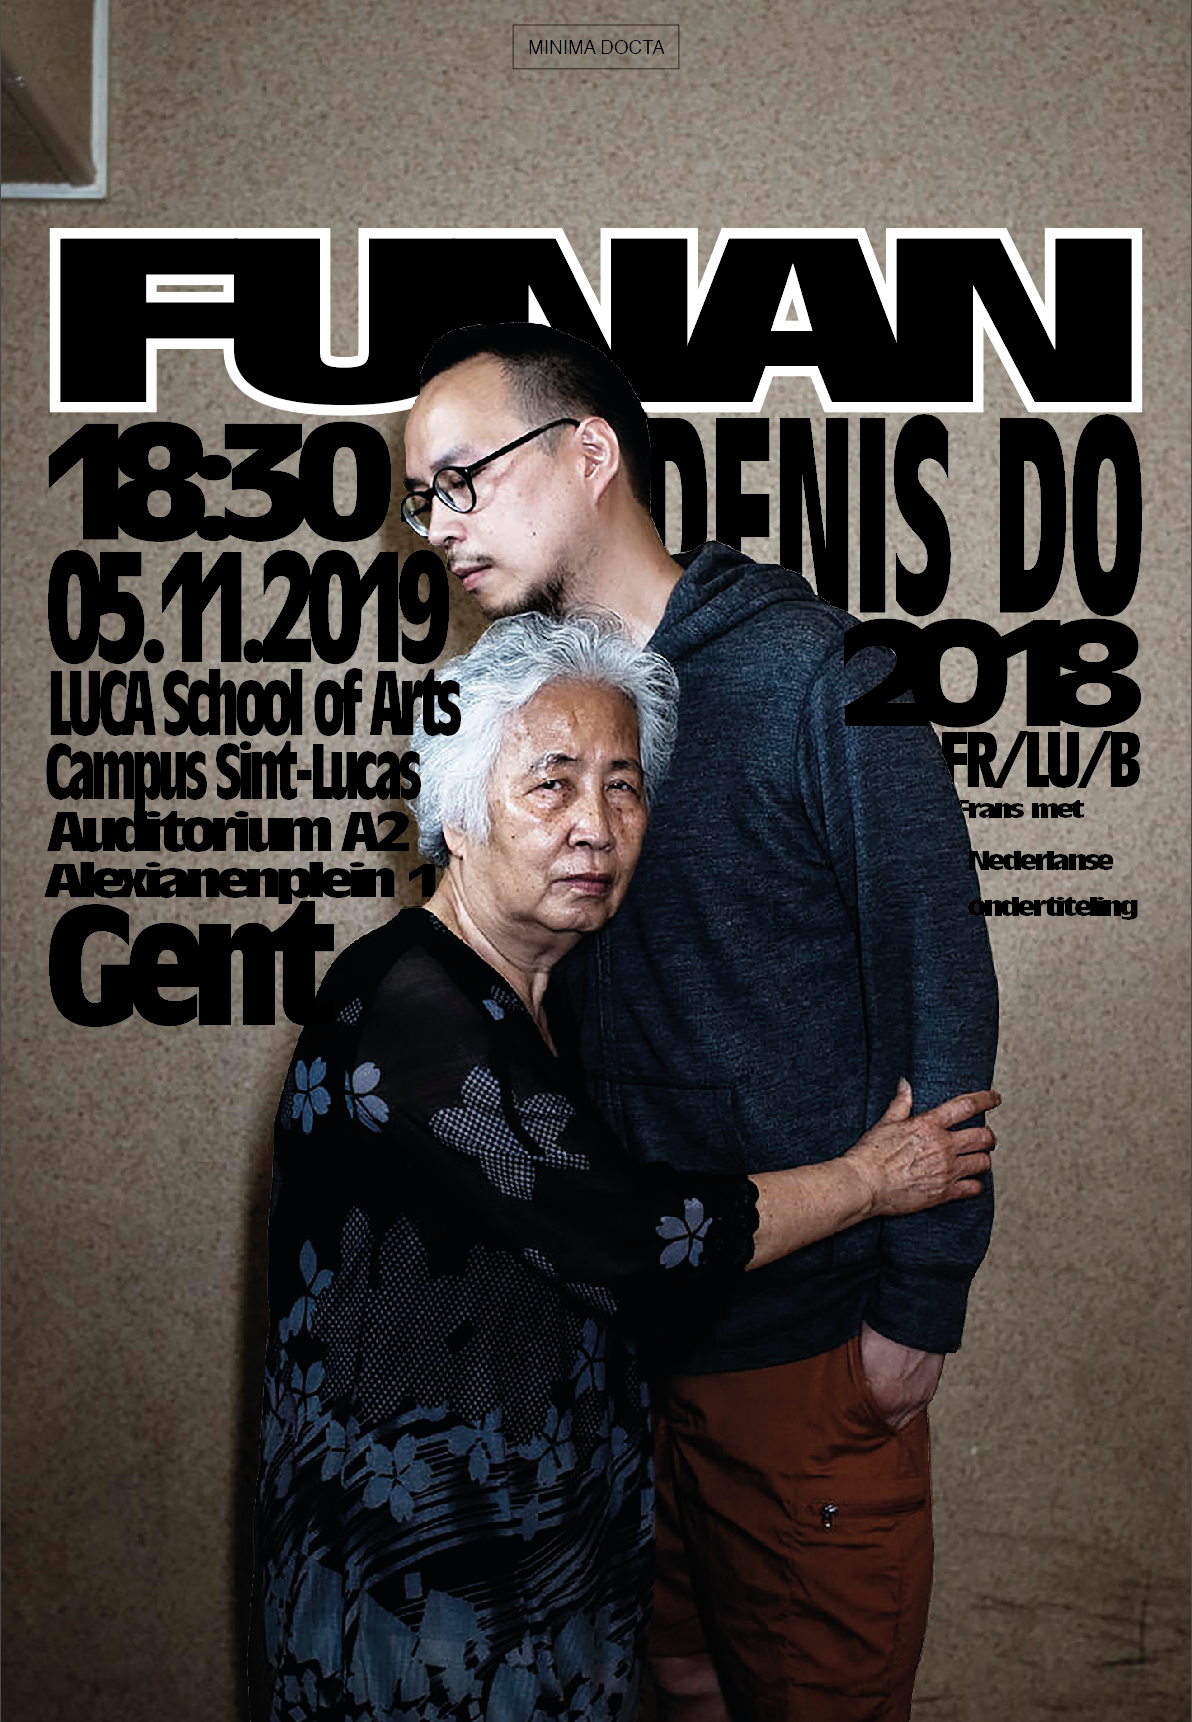 MINIMA DOCTA
FUNAN
18:30
05.11.2019
LUCA School of Arts
Campus Sint-Lucas
Auditorium A2
Alexianenplein 1
Gent
DENIS DO
2018
FR/LU/B
Frans met
Nederlanse
ondertiteling